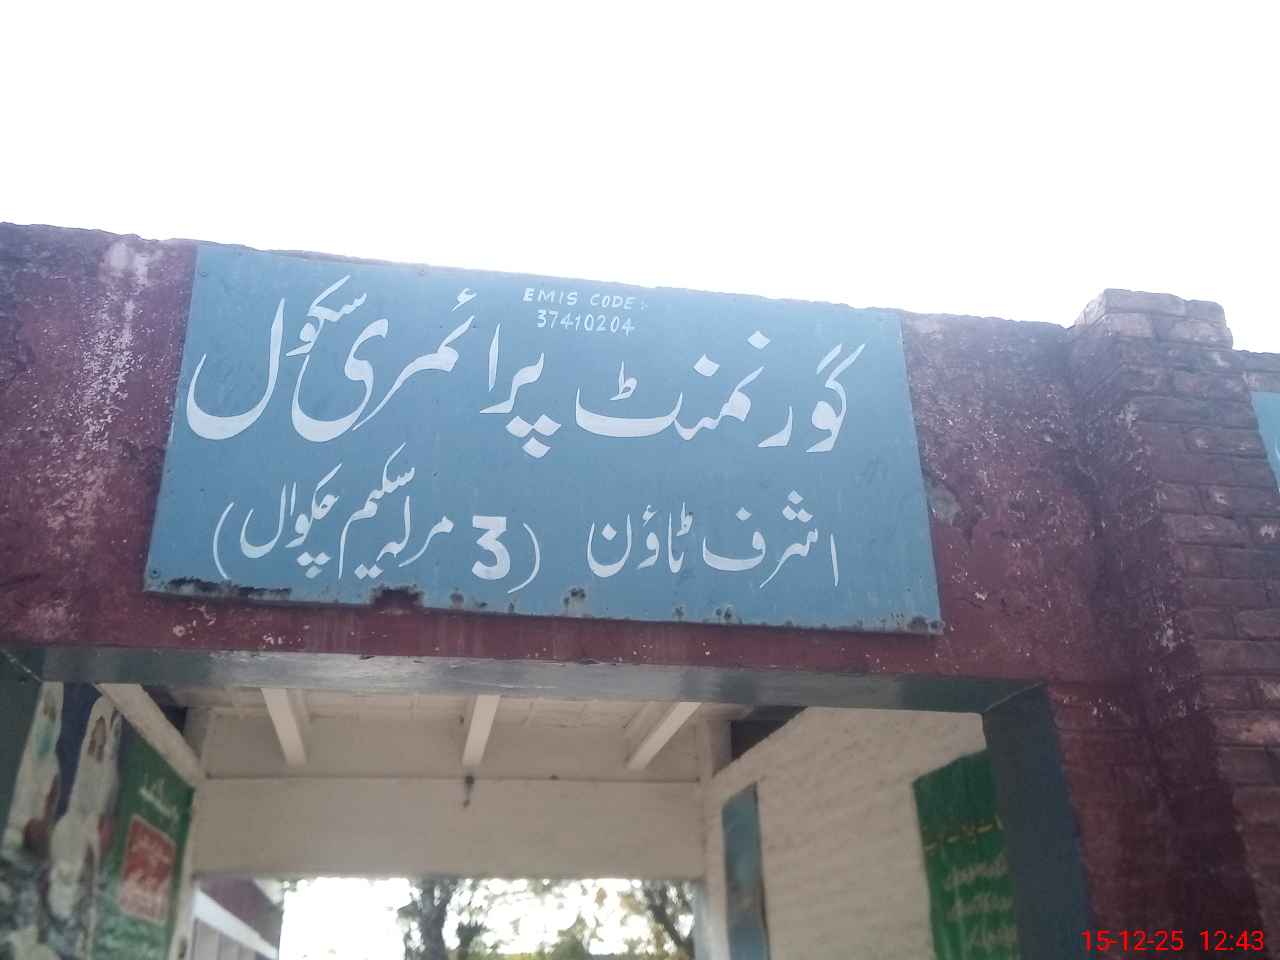 EMIS CODE:
37410204
گورنمنٹ پرائمری سکول
اشرف ٹاؤن (3 مرلہ سکیم چکوال)
15-12-25 12:43